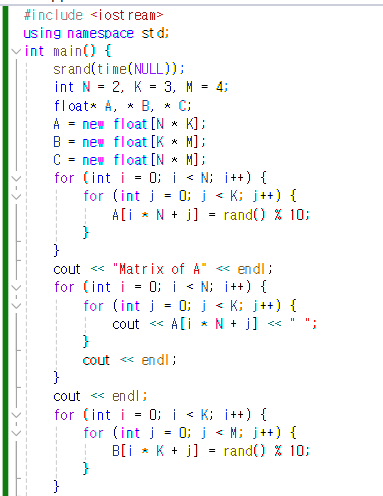 #include <iostream>
using namespace std;
int main() {
srand(time(NULL));
int N = 2, K = 3, M = 4;
float* A, * B, * C;
A = new float[N * K];
B = new float[K * M];
C = new float[N * M];
for (int i = 0; i < N; i++) {
for (int j = 0; j < K; j++) {
A[i * N + j] = rand() % 10;
}
}
cout << "Matrix of A" << endl;
for (int i = 0; i < N; i++) {
for (int j = 0; j < K; j++) {
cout << A[i * N + j] << " ";
}
cout << endl;
}
cout << endl;
for (int i = 0; i < K; i++) {
for (int j = 0; j < M; j++) {
B[i * K + j] = rand() % 10;
}
}